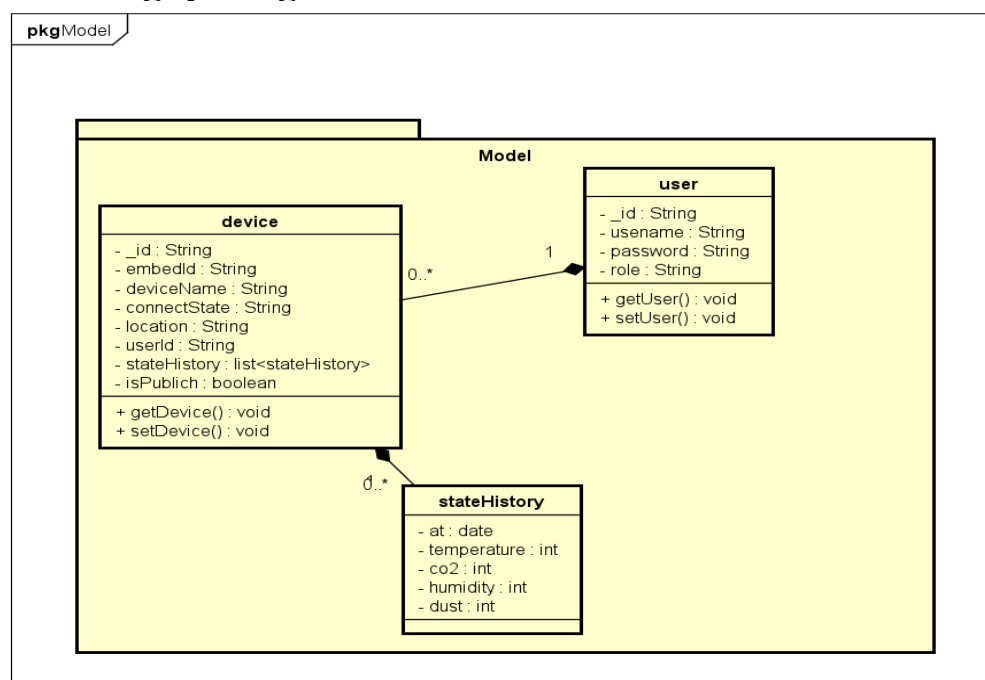 pkg Model
Model
user
- _id : String
- usename : String
- password : String
- role : String
+ getUser() : void
+ setUser() : void
device
- _id : String
- embedId : String
- deviceName : String
- connectState : String
- location : String
- userId : String
- stateHistory : list<stateHistory>
- isPublich : boolean
+ getDevice() : void
+ setDevice() : void
0..*
1
0..*
stateHistory
- at : date
- temperature : int
- co2 : int
- humidity : int
- dust : int